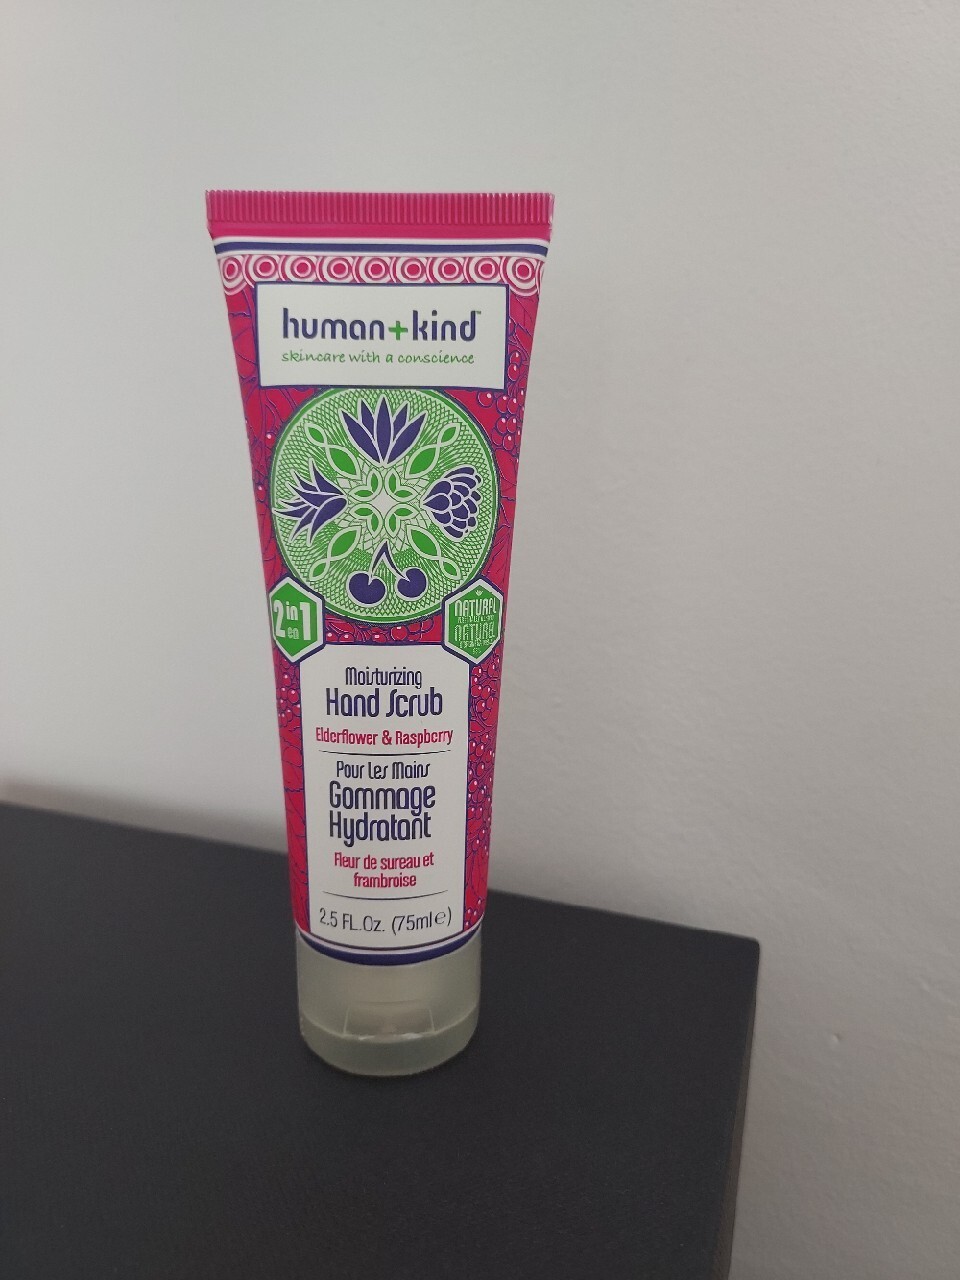 human+kind™
skincare with a conscience
2 in en 1
NATURAL
NATUREL
Moisturizing
Hand Scrub
Elderflower & Raspberry
Pour Les Mains
Gommage
Hydratant
Fleur de sureau et
framboise
2.5 FL.Oz. (75ml℮)